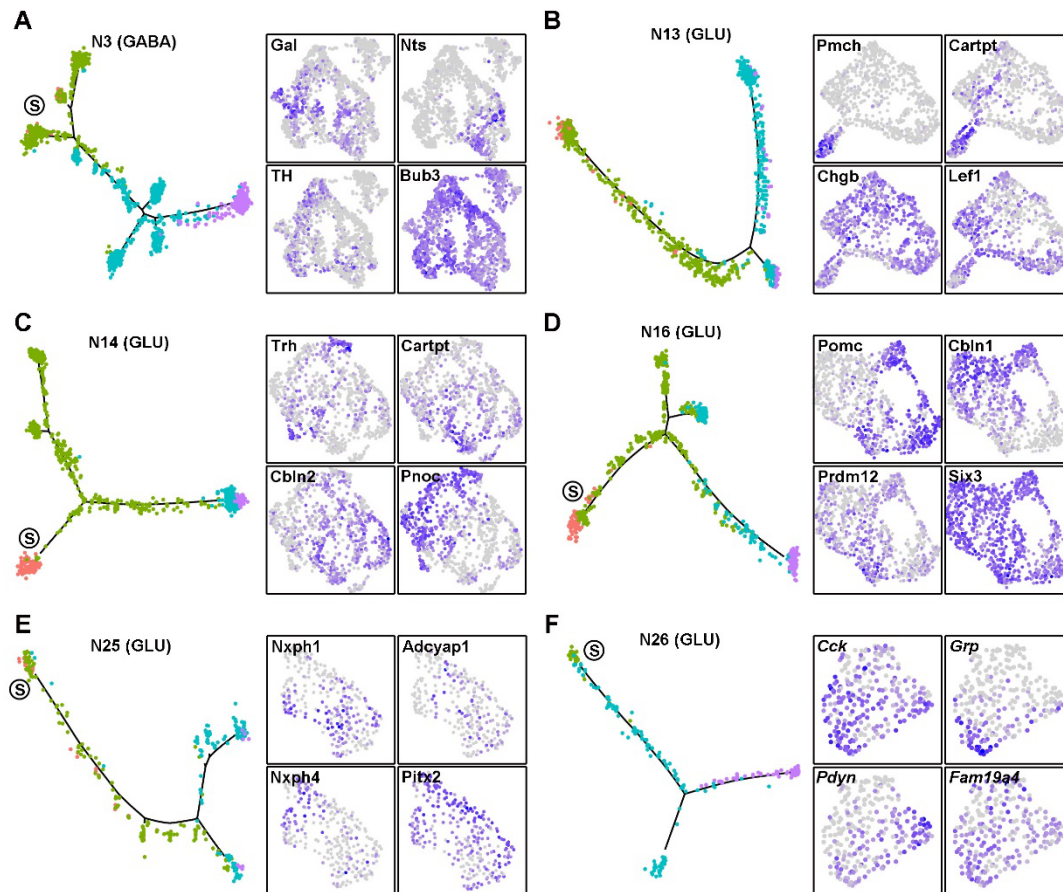 A
N3 (GABA)
S
Gal
Nts
TH
Bub3
B
N13 (GLU)
Pmch
Cartpt
Chgb
Lef1
C
N14 (GLU)
S
Trh
Cartpt
Cbln2
Pnoc
D
N16 (GLU)
S
Pomc
Cbln1
Prdm12
Six3
E
N25 (GLU)
S
Nxph1
Adcyap1
Nxph4
Pitx2
F
N26 (GLU)
S
Cck
Grp
Pdyn
Fam19a4